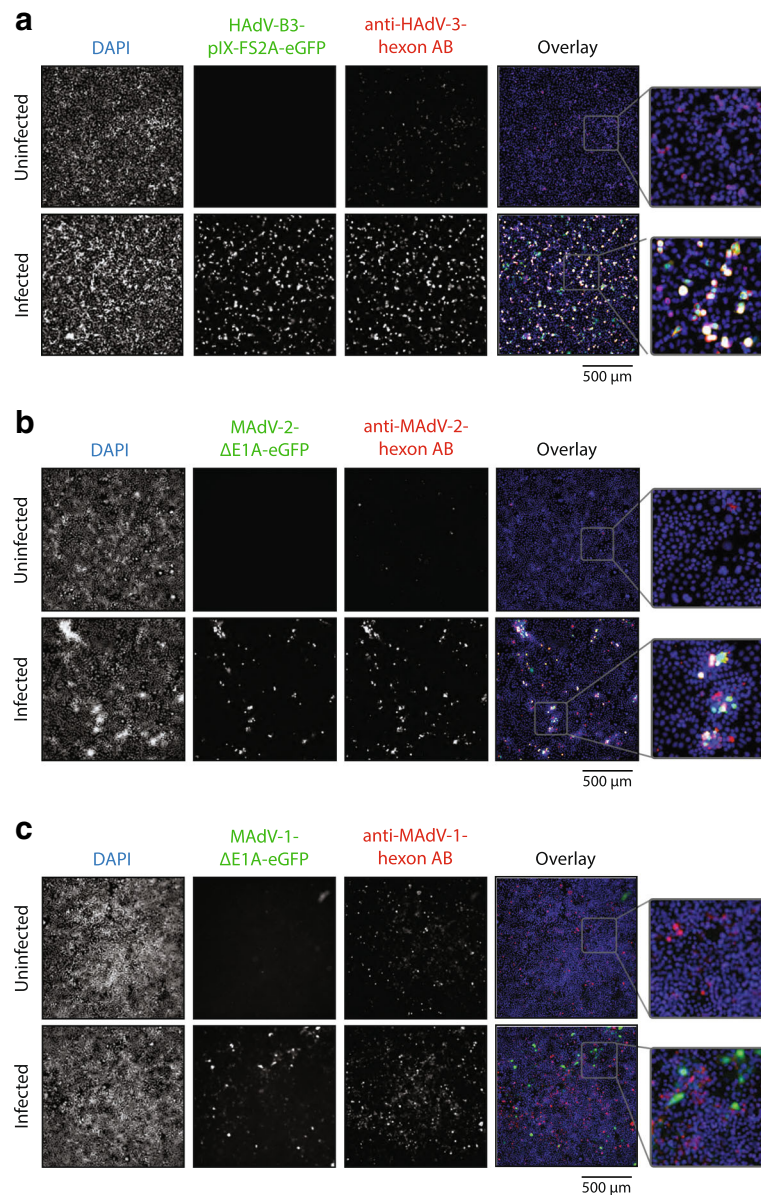 a
HAdV-B3-
pIX-FS2A-eGFP
anti-HAdV-3-
hexon AB
DAPI
Overlay
Uninfected
Infected
500 µm
b
MAdV-2-
ΔE1A-eGFP
anti-MAdV-2-
hexon AB
DAPI
Overlay
Uninfected
Infected
500 µm
c
MAdV-1-
ΔE1A-eGFP
anti-MAdV-1-
hexon AB
DAPI
Overlay
Uninfected
Infected
500 µm